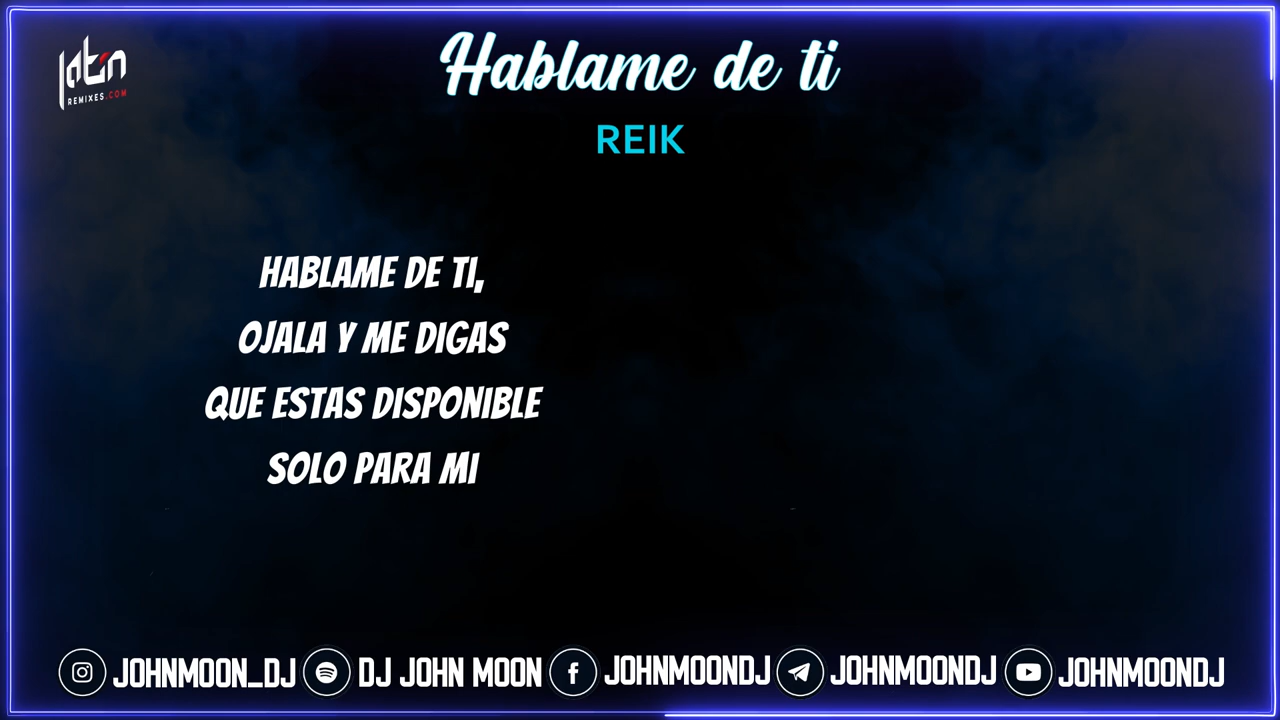 latin
REMIXES.COM
Hablame de ti
REIK
HABLAME DE TI,
OJALA Y ME DIGAS
QUE ESTAS DISPONIBLE
SOLO PARA MI
JOHNMOON_DJ DJ JOHN MOON JOHNMOONDJ JOHNMOONDJ JOHNMOONDJ